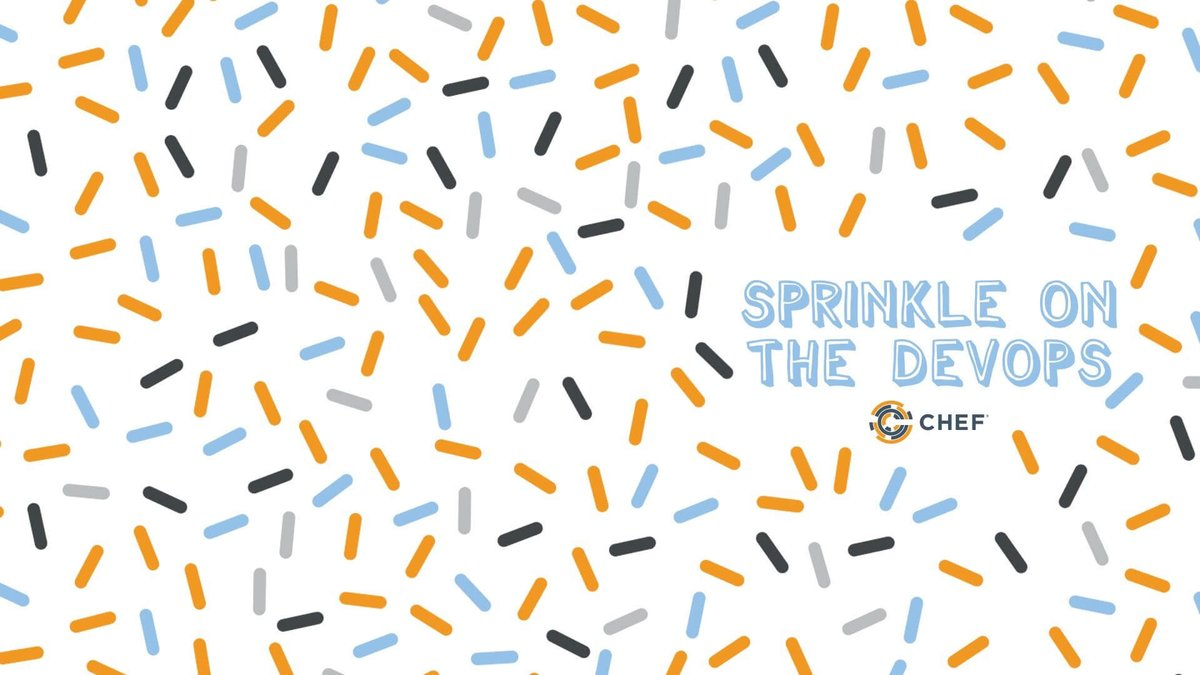 SPRINKLE ON
THE DEVOPS
CHEF